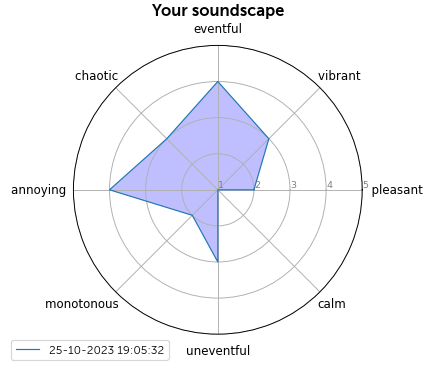 Your soundscape
eventful
chaotic
vibrant
annoying
1 2 3 4 5
pleasant
monotonous
calm
25-10-2023 19:05:32
uneventful